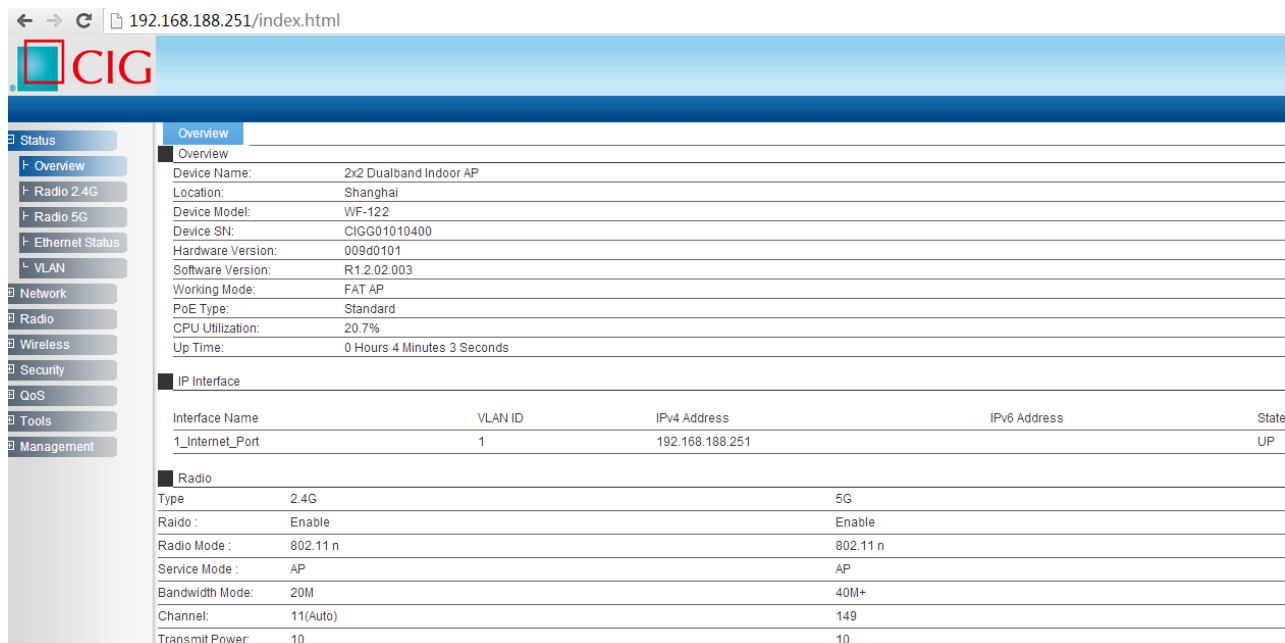 192.168.188.251/index.html
CIG
Status
Overview
Radio 2.4G
Radio 5G
Ethernet Status
VLAN
Network
Radio
Wireless
Security
QoS
Tools
Management
Overview
Overview
Device Name: 2x2 Dualband Indoor AP
Location: Shanghai
Device Model: WF-122
Device SN: CIGG01010400
Hardware Version: 009d0101
Software Version: R1.2.02.003
Working Mode: FAT AP
PoE Type: Standard
CPU Utilization: 20.7%
Up Time: 0 Hours 4 Minutes 3 Seconds
IP Interface
Interface Name VLAN ID IPv4 Address IPv6 Address State
1_Internet_Port 1 192.168.188.251 UP
Radio
Type 2.4G 5G
Raido : Enable Enable
Radio Mode : 802.11 n 802.11 n
Service Mode : AP AP
Bandwidth Mode: 20M 40M+
Channel: 11(Auto) 149
Transmit Power: 10 10